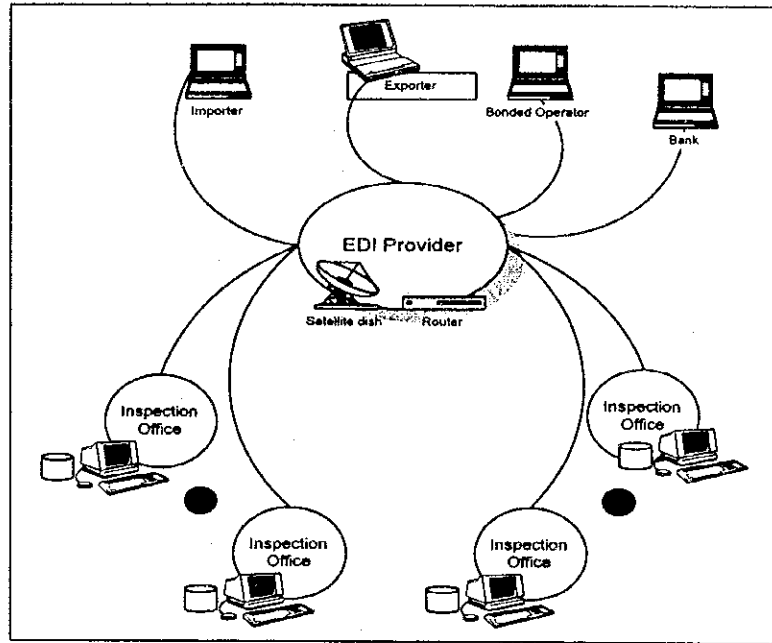 Importer
Exporter
Bonded Operator
Bank
EDI Provider
Satellite dish
Router
Inspection
Office
Inspection
Office
Inspection
Office
Inspection
Office